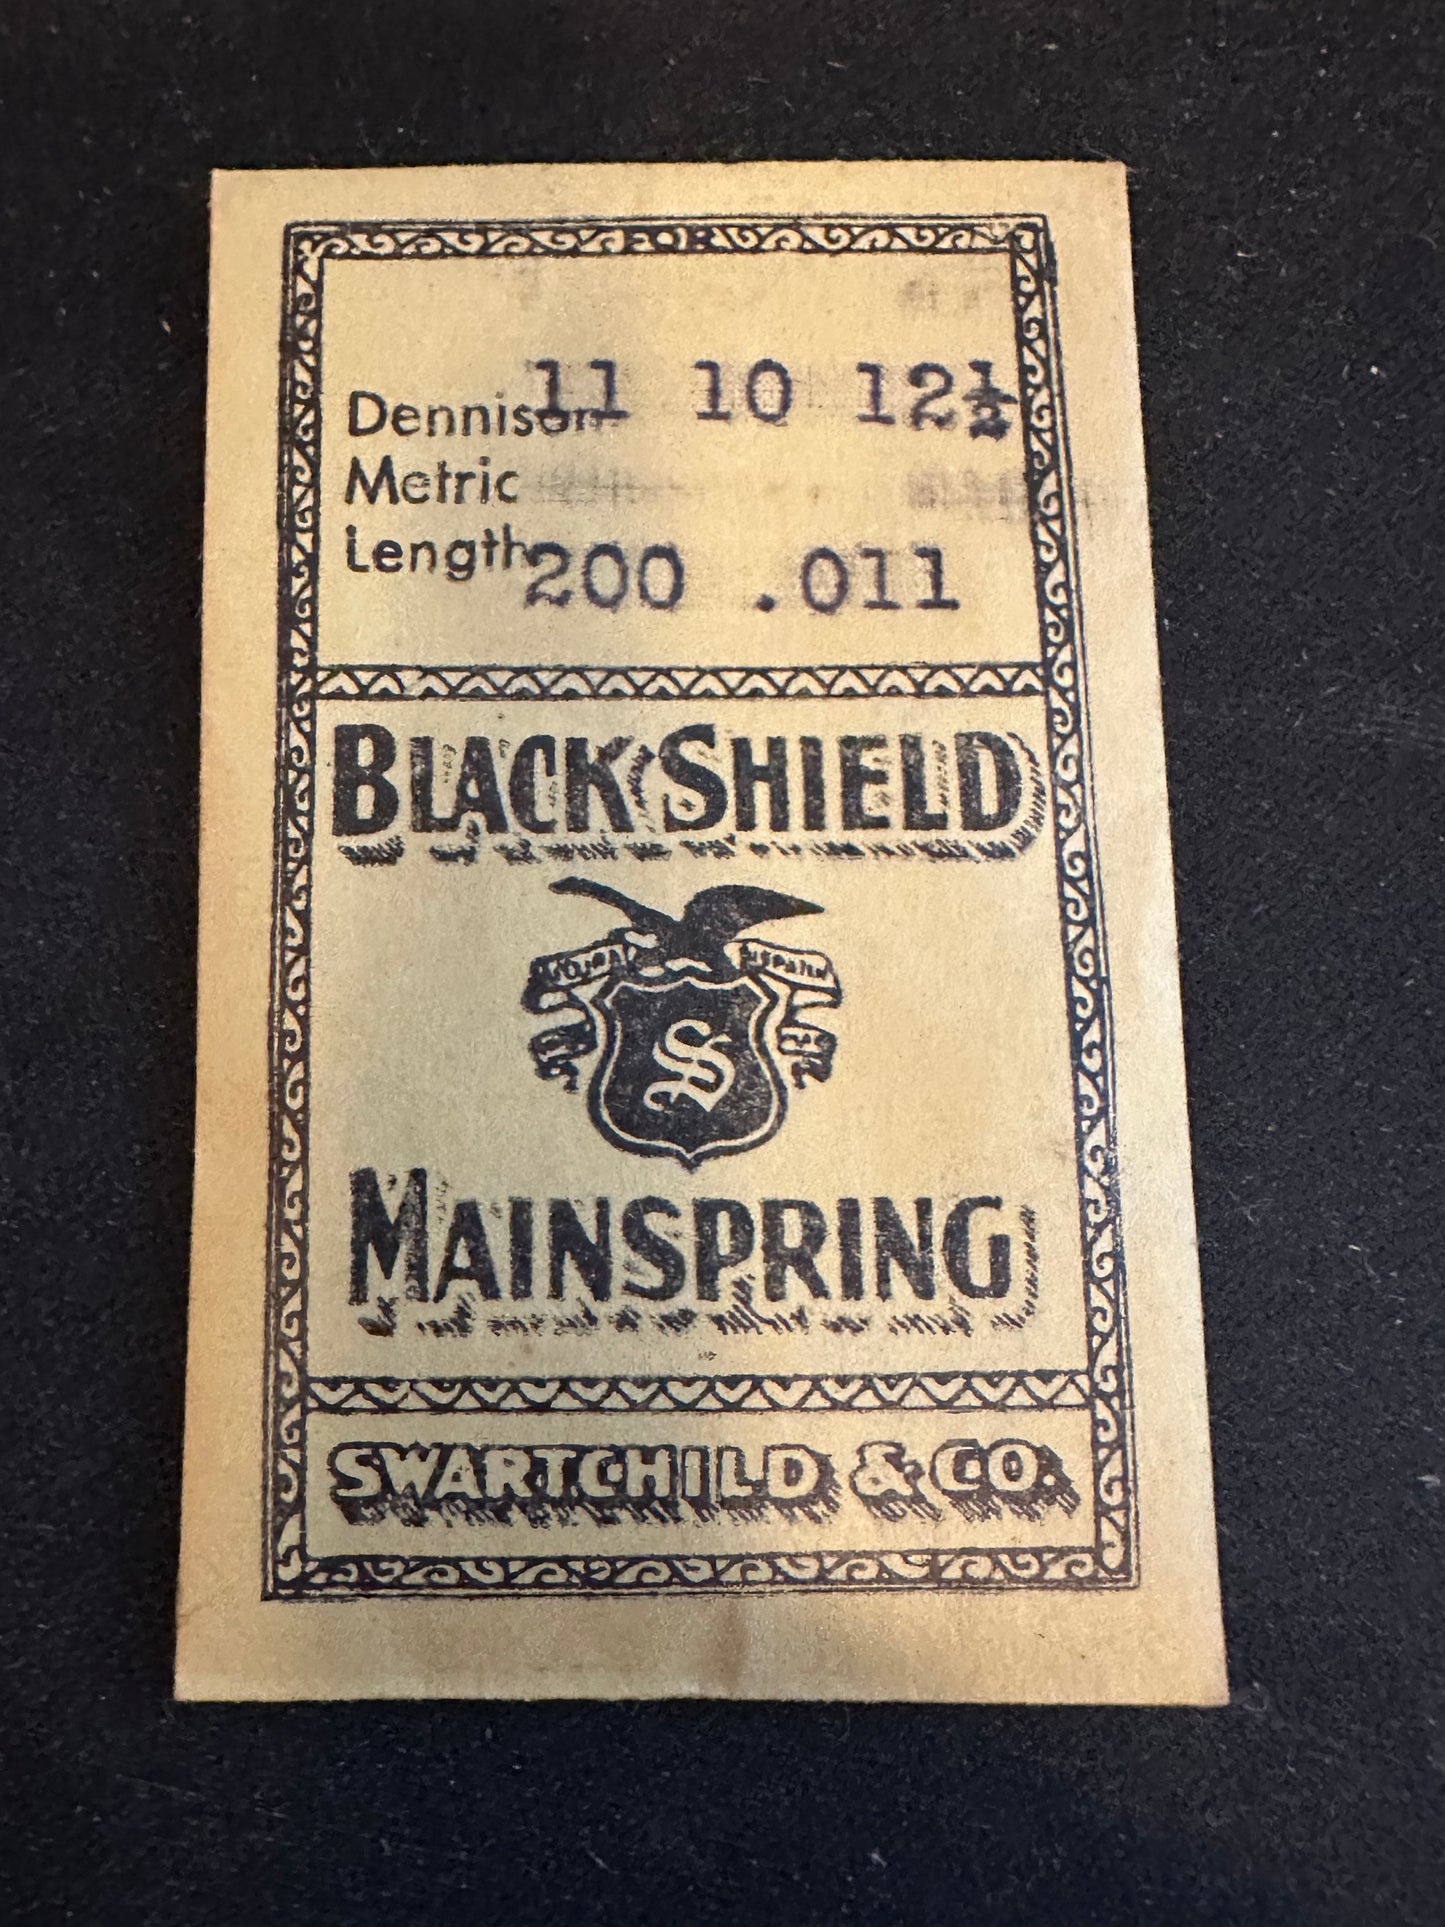 Dennison 11 10 12½
Metric
Length 200 .011
BLACK SHIELD
S
MAINSPRING
SWARTCHILD & CO.